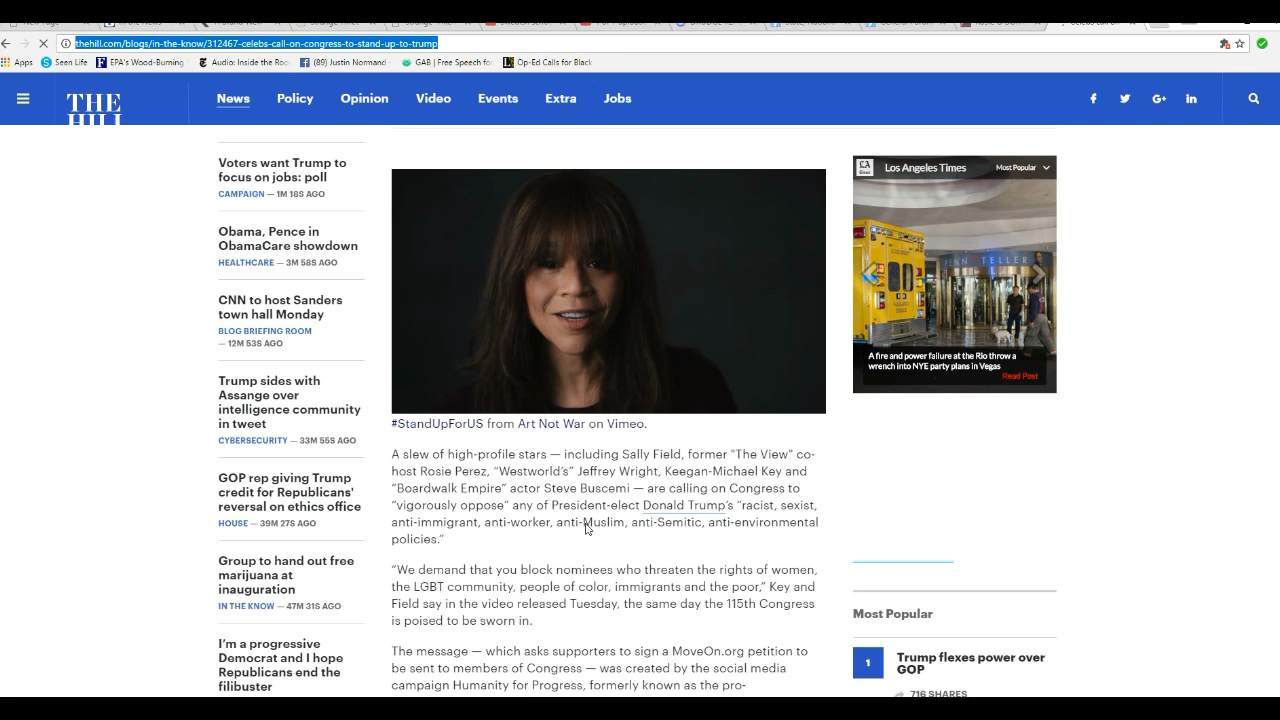 thehill.com/blogs/in-the-know/312467-celebs-call-on-congress-to-stand-up-to-trump
Apps
Seen Life
EPA's Wood-Burning
Audio: Inside the Roo
(89) Justin Normand
GAB | Free Speech for
Op-Ed Calls for Black
THE
HILL
News
Policy
Opinion
Video
Events
Extra
Jobs
Voters want Trump to
focus on jobs: poll
CAMPAIGN — 1M 18S AGO
Obama, Pence in
ObamaCare showdown
HEALTHCARE — 3M 58S AGO
CNN to host Sanders
town hall Monday
BLOG BRIEFING ROOM
— 12M 53S AGO
Trump sides with
Assange over
intelligence community
in tweet
CYBERSECURITY — 33M 55S AGO
GOP rep giving Trump
credit for Republicans'
reversal on ethics office
HOUSE — 39M 27S AGO
Group to hand out free
marijuana at
inauguration
IN THE KNOW — 47M 31S AGO
I'm a progressive
Democrat and I hope
Republicans end the
filibuster
#StandUpForUS from Art Not War on Vimeo.
A slew of high-profile stars — including Sally Field, former "The View" co-
host Rosie Perez, “Westworld’s” Jeffrey Wright, Keegan-Michael Key and
“Boardwalk Empire” actor Steve Buscemi — are calling on Congress to
“vigorously oppose” any of President-elect Donald Trump’s “racist, sexist,
anti-immigrant, anti-worker, anti-Muslim, anti-Semitic, anti-environmental
policies.”
“We demand that you block nominees who threaten the rights of women,
the LGBT community, people of color, immigrants and the poor,” Key and
Field say in the video released Tuesday, the same day the 115th Congress
is poised to be sworn in.
The message — which asks supporters to sign a MoveOn.org petition to
be sent to members of Congress — was created by the social media
campaign Humanity for Progress, formerly known as the pro-
Los Angeles Times
Most Popular
PENN TELLER
A fire and power failure at the Rio throw a
wrench into NYE party plans in Vegas
Read Post
Most Popular
1
Trump flexes power over
GOP
716 SHARES